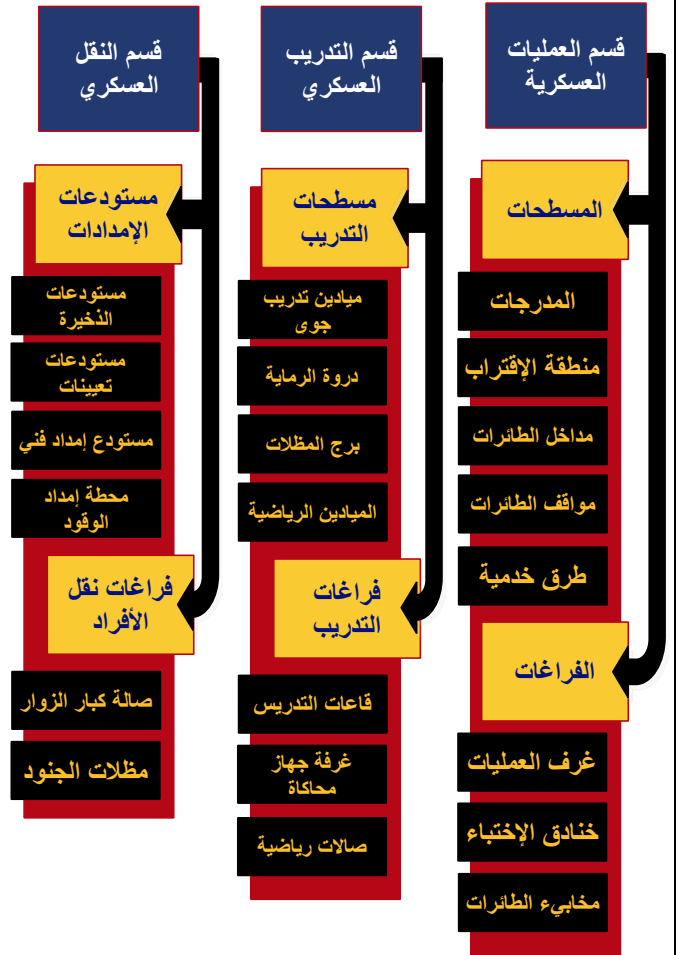 قسم العمليات
العسكرية
المسطحات
المدرجات
منطقة الإقتراب
مداخل الطائرات
مواقف الطائرات
طرق خدمية
الفراغات
غرف العمليات
خنادق الإختباء
مخابيء الطائرات
قسم التدريب
العسكري
مسطحات
التدريب
ميادين تدريب
جوى
دروة الرماية
برج المظلات
الميادين الرياضية
فراغات
التدريب
قاعات التدريس
غرفة جهاز
محاكاة
صالات رياضية
قسم النقل
العسكري
مستودعات
الإمدادات
مستودعات
الذخيرة
مستودعات
تعيينات
مستودع إمداد فني
محطة إمداد
الوقود
فراغات نقل
الأفراد
صالة كبار الزوار
مظلات الجنود